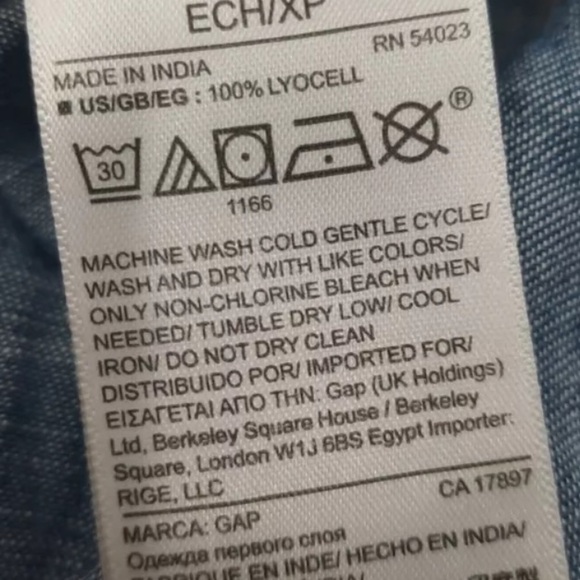 ECH/XP
RN 54023
MADE IN INDIA
US/GB/EG : 100% LYOCELL
30
®
1166
MACHINE WASH COLD GENTLE CYCLE/
WASH AND DRY WITH LIKE COLORS/
ONLY NON-CHLORINE BLEACH WHEN
NEEDED/ TUMBLE DRY LOW/ COOL
IRON/ DO NOT DRY CLEAN
DISTRIBUIDO POR/ IMPORTED FOR/
ΕΙΣΑΓΕΤΑΙ ΑΠΟ ΤΗΝ: Gap (UK Holdings)
Ltd, Berkeley Square House / Berkeley
Square, London W1J 6BS Egypt Importer:
RIGE, LLC
CA 17897
MARCA: GAP
Одежда первого слоя
FABRIQUE EN INDE/ HECHO EN INDIA/